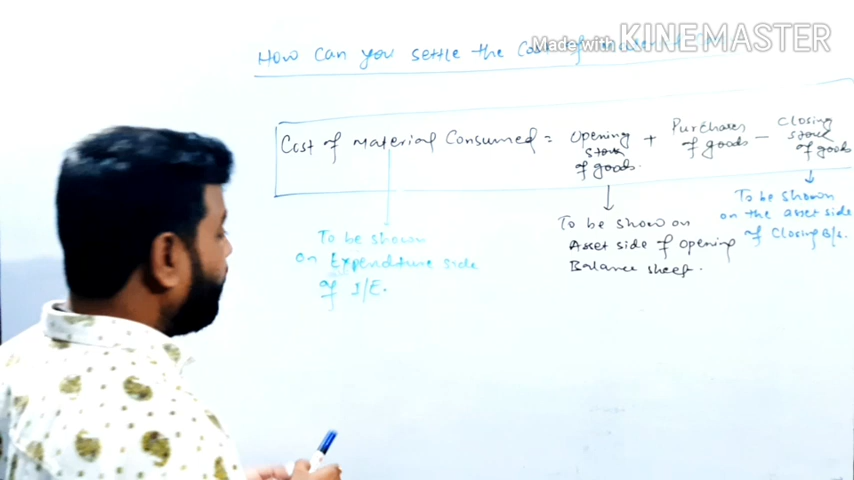 Made with KINEMASTER
How can you settle the Cost of
Cost of Material Consumed = Opening stock of goods. + Purchases of goods - Closing stock of goods
To be shown
on Expenditure side
of I/E.
To be show on
Asset side of opening
Balance sheet.
To be shown
on the asset side
of Closing B/s.